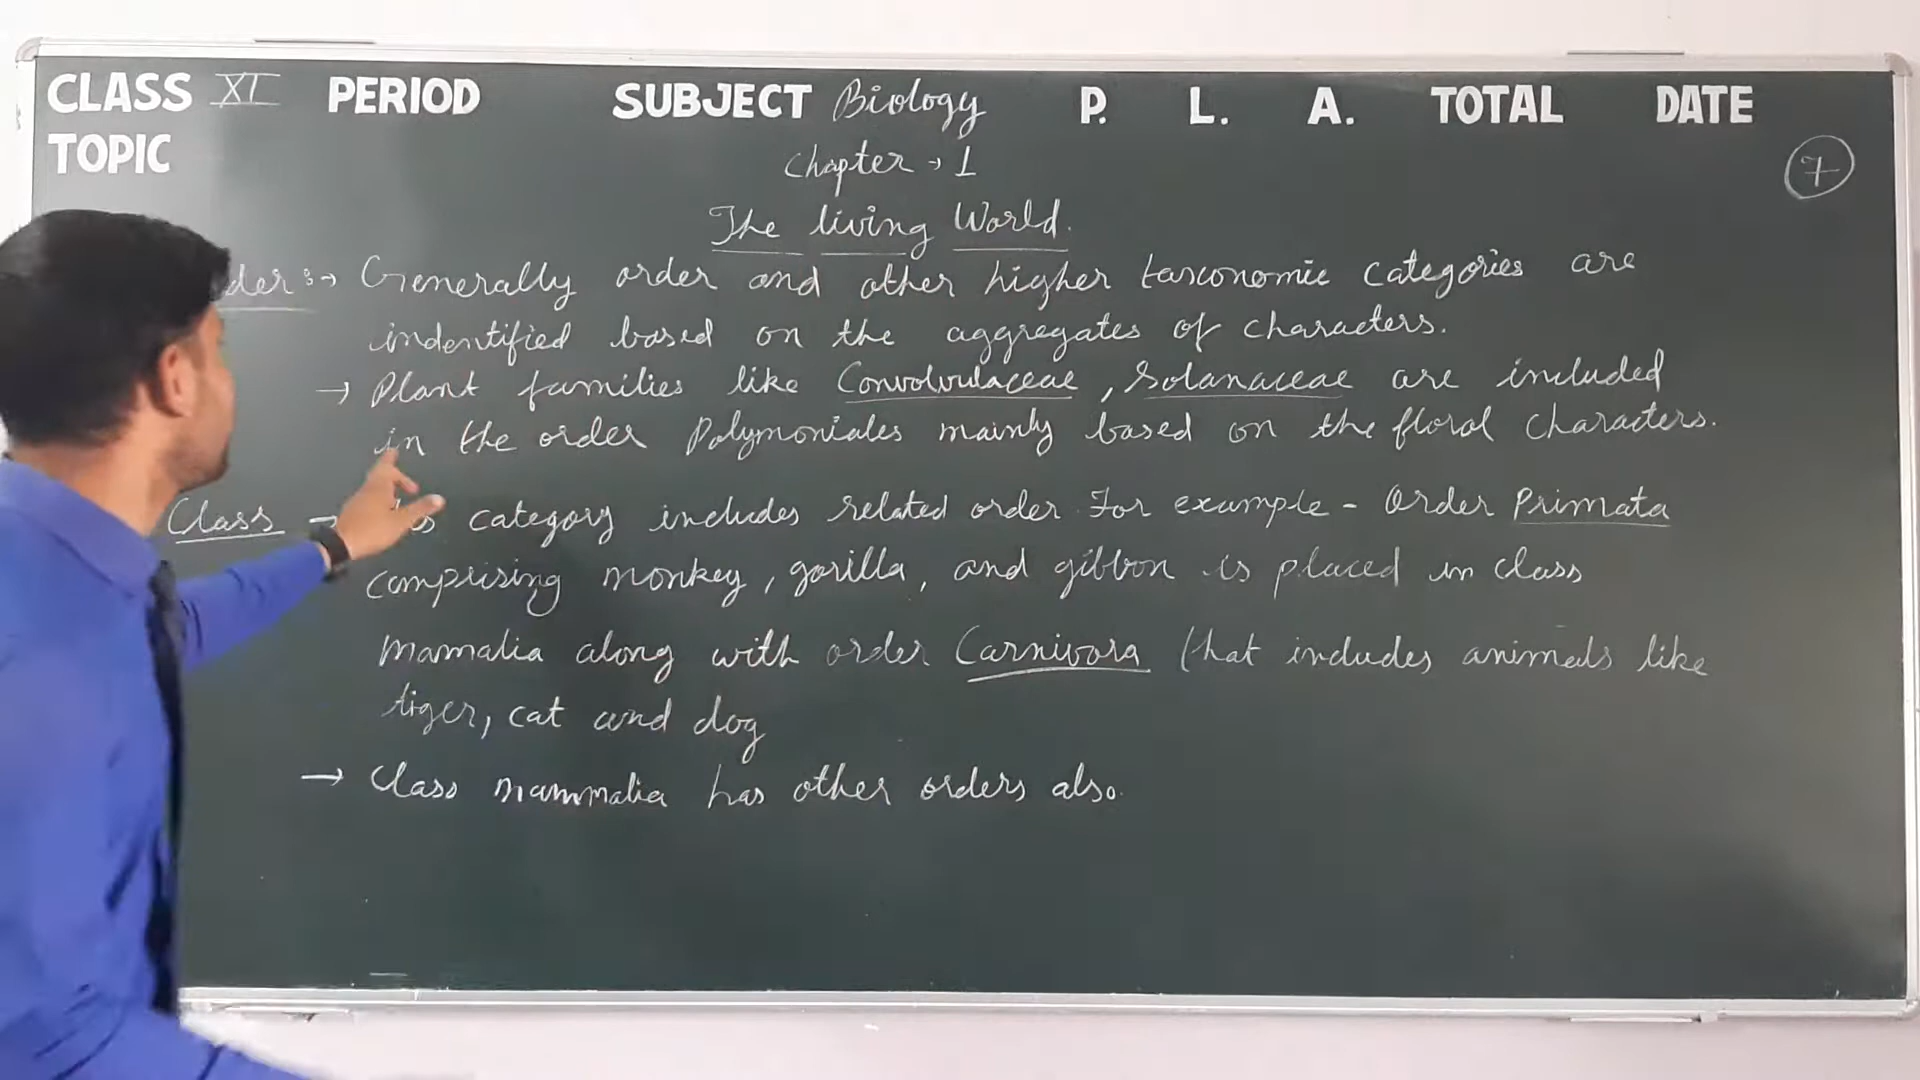 CLASS XI PERIOD SUBJECT Biology P. L. A. TOTAL DATE
TOPIC
Chapter → 1
7
The living World.
der :→ Generally order and other higher taxonomic categories are
indentified based on the aggregates of characters.
→ Plant families like Convolvulaceae, Solanaceae are included
in the order Polymoniales mainly based on the floral characters.
Class → category includes related order. For example - Order Primata
comprising monkey, gorilla, and gibbon is placed in class
Mamalia along with order Carnivora (that includes animals like
tiger, cat and dog
→ Class mammalia has other orders also.